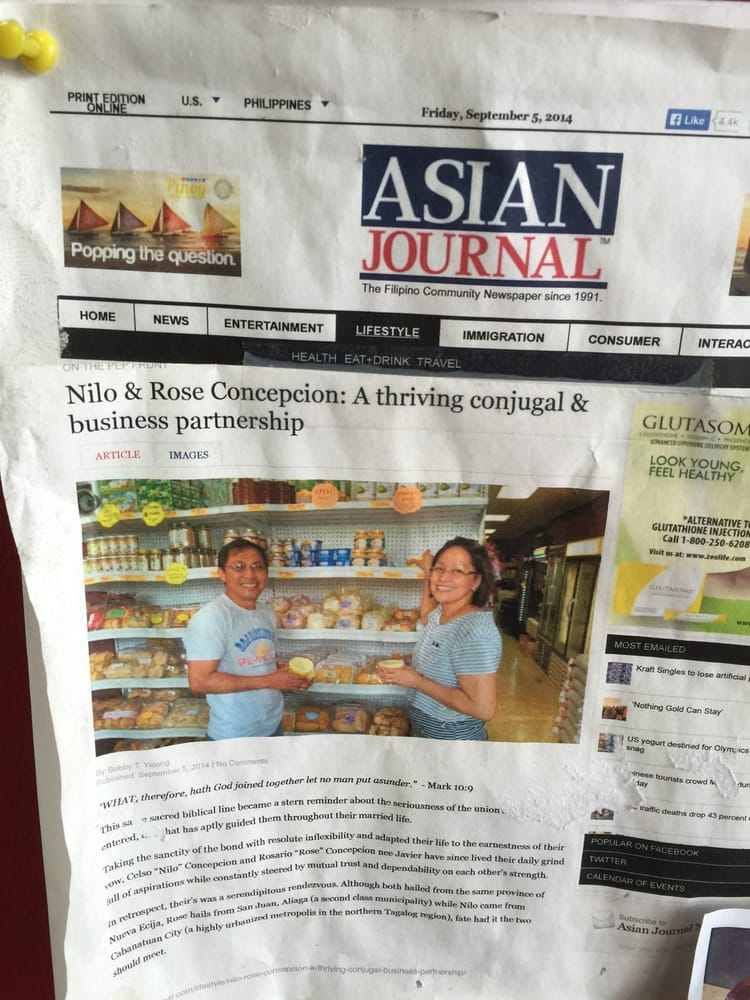 PRINT EDITION
ONLINE
U.S.
PHILIPPINES
Friday, September 5, 2014
Like
4.4k
Pinoy
Popping the question.
ASIAN
JOURNAL
TM
The Filipino Community Newspaper since 1991.
HOME
NEWS
ENTERTAINMENT
LIFESTYLE
IMMIGRATION
CONSUMER
INTERAC
HEALTH EAT+DRINK TRAVEL
ON THE PEP FRONT
Nilo & Rose Concepcion: A thriving conjugal &
business partnership
ARTICLE
IMAGES
GLUTASOM
ADVANCED LIPOSOME DELIVERY SYSTEM
LOOK YOUNG,
FEEL HEALTHY
*ALTERNATIVE TO
GLUTATHIONE INJECTION
Call 1-800-250-6208
Visit us at: www.zeolife.com
GLUTASOME
www.
MOST EMAILED
Kraft Singles to lose artificial
'Nothing Gold Can Stay'
US yogurt destined for Olympics
snag
inese tourists crowd
day
traffic deaths drop 43 percent
POPULAR ON FACEBOOK
TWITTER
CALENDAR OF EVENTS
Subscribe to
Asian Journal
By Bobby T. Yalong
Published: September 5, 2014 | No Comments
"WHAT, therefore, hath God joined together let no man put asunder." - Mark 10:9
This sa e sacred biblical line became a stern reminder about the seriousness of the union
entered, hat has aptly guided them throughout their married life.
Taking the sanctity of the bond with resolute inflexibility and adapted their life to the earnestness of their
vow, Celso "Nilo" Concepcion and Rosario "Rose" Concepcion nee Javier have since lived their daily grind
full of aspirations while constantly steered by mutual trust and dependability on each other's strength.
In retrospect, their's was a serendipitous rendezvous. Although both hailed from the same province of
Nueva Ecija, Rose hails from San Juan, Aliaga (a second class municipality) while Nilo came from
Cabanatuan City (a highly urbanized metropolis in the northern Tagalog region), fate had it the two
should meet.
al.com/lifestyle/nilo-rose-concepcion-a-thriving-conjugal-business-partnership/